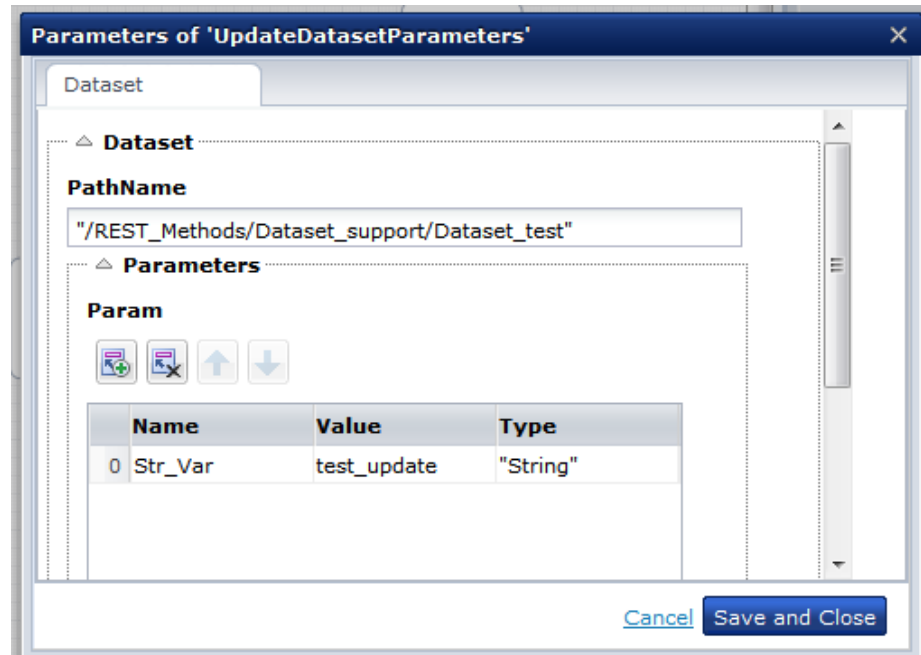 Parameters of 'UpdateDatasetParameters'
Dataset
Dataset
PathName
"/REST_Methods/Dataset_support/Dataset_test"
Parameters
Param
Name Value Type
0 Str_Var test_update "String"
Cancel Save and Close